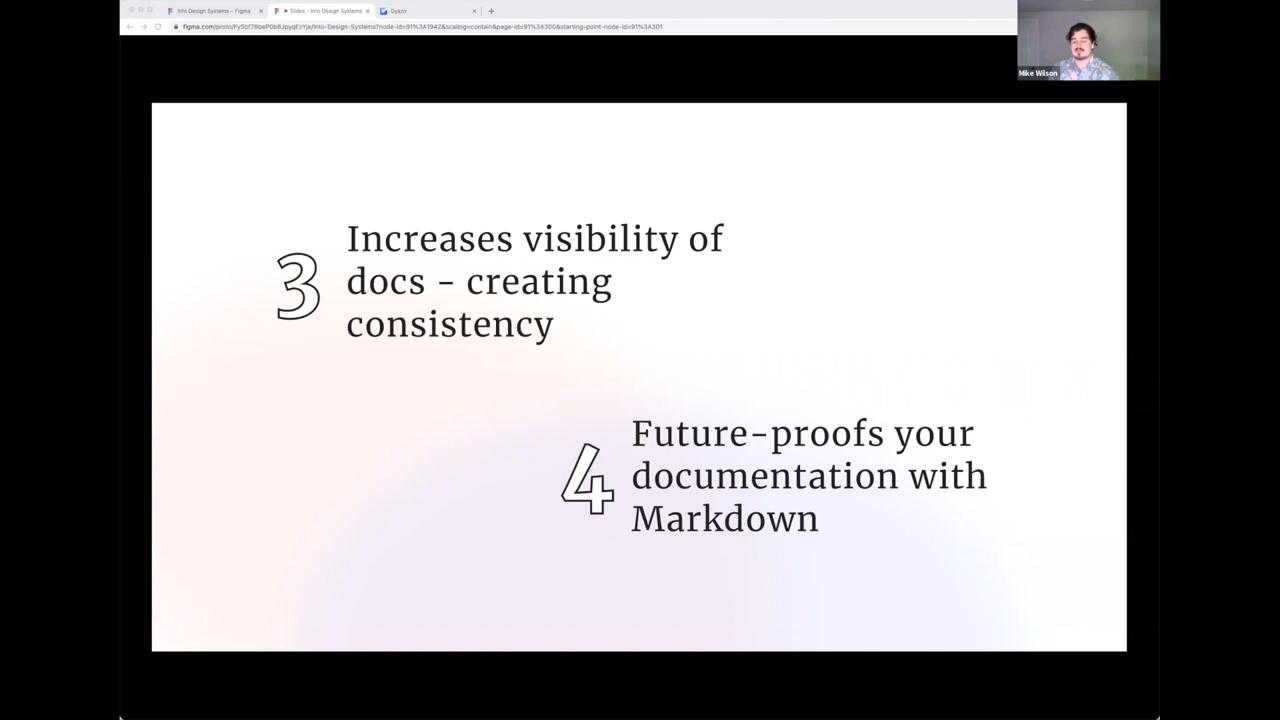 Into Design Systems – Figma
Slides - Into Design Systems
Gyazo
figma.com/proto/Fy5bf78beP0b8JpyqEzYje/Into-Design-Systems?node-id=91%3A1942&scaling=contain&page-id=91%3A300&starting-point-node-id=91%3A301
Mike Wilson
3
Increases visibility of
docs - creating
consistency
4
Future-proofs your
documentation with
Markdown